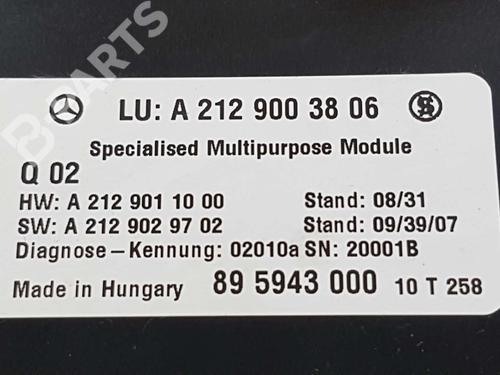 B PARTS
LU: A 212 900 38 06
Specialised Multipurpose Module
Q 02
HW: A 212 901 10 00 Stand: 08/31
SW: A 212 902 97 02 Stand: 09/39/07
Diagnose-Kennung: 02010a SN: 20001B
Made in Hungary 89 5943 000 10 T 258